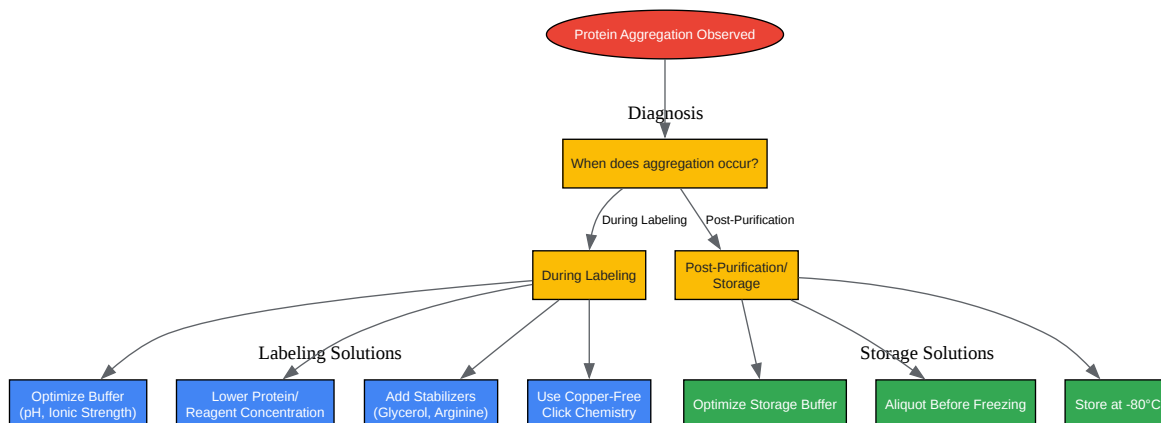 Protein Aggregation Observed
Diagnosis
When does aggregation occur?
During Labeling
Post-Purification
During Labeling
Post-Purification/
Storage
Labeling Solutions
Storage Solutions
Optimize Buffer
(pH, Ionic Strength)
Lower Protein/
Reagent Concentration
Add Stabilizers
(Glycerol, Arginine)
Use Copper-Free
Click Chemistry
Optimize Storage Buffer
Aliquot Before Freezing
Store at -80°C